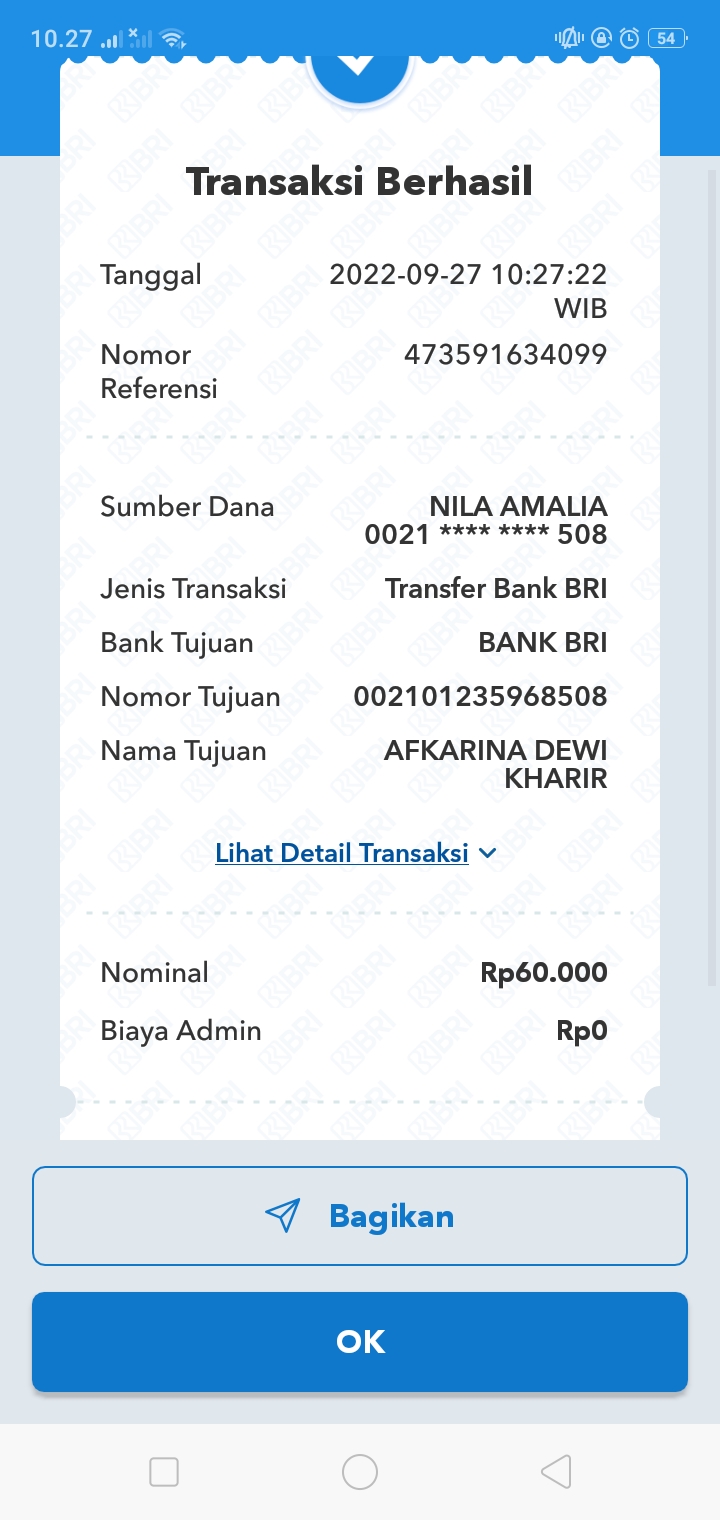 10.27
54
Transaksi Berhasil
Tanggal 2022-09-27 10:27:22
WIB
Nomor 473591634099
Referensi
Sumber Dana NILA AMALIA
0021 **** **** 508
Jenis Transaksi Transfer Bank BRI
Bank Tujuan BANK BRI
Nomor Tujuan 002101235968508
Nama Tujuan AFKARINA DEWI
KHARIR
Lihat Detail Transaksi
Nominal Rp60.000
Biaya Admin Rp0
Bagikan
OK